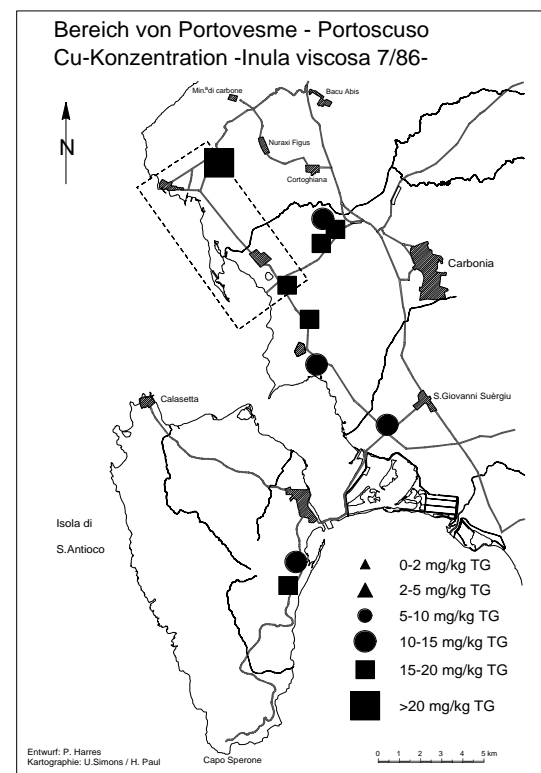 Bereich von Portovesme - Portoscuso
Cu-Konzentration -Inula viscosa 7/86-
Min.ª di carbone
Bacu Abis
N
Nuraxi Figus
Cortoghiana
Carbonia
Calasetta
S.Giovanni Suèrgiu
Isola di
S.Antioco
0-2 mg/kg TG
2-5 mg/kg TG
5-10 mg/kg TG
10-15 mg/kg TG
15-20 mg/kg TG
>20 mg/kg TG
Entwurf: P. Harres
Kartographie: U.Simons / H. Paul
Capo Sperone
0 1 2 3 4 5 km